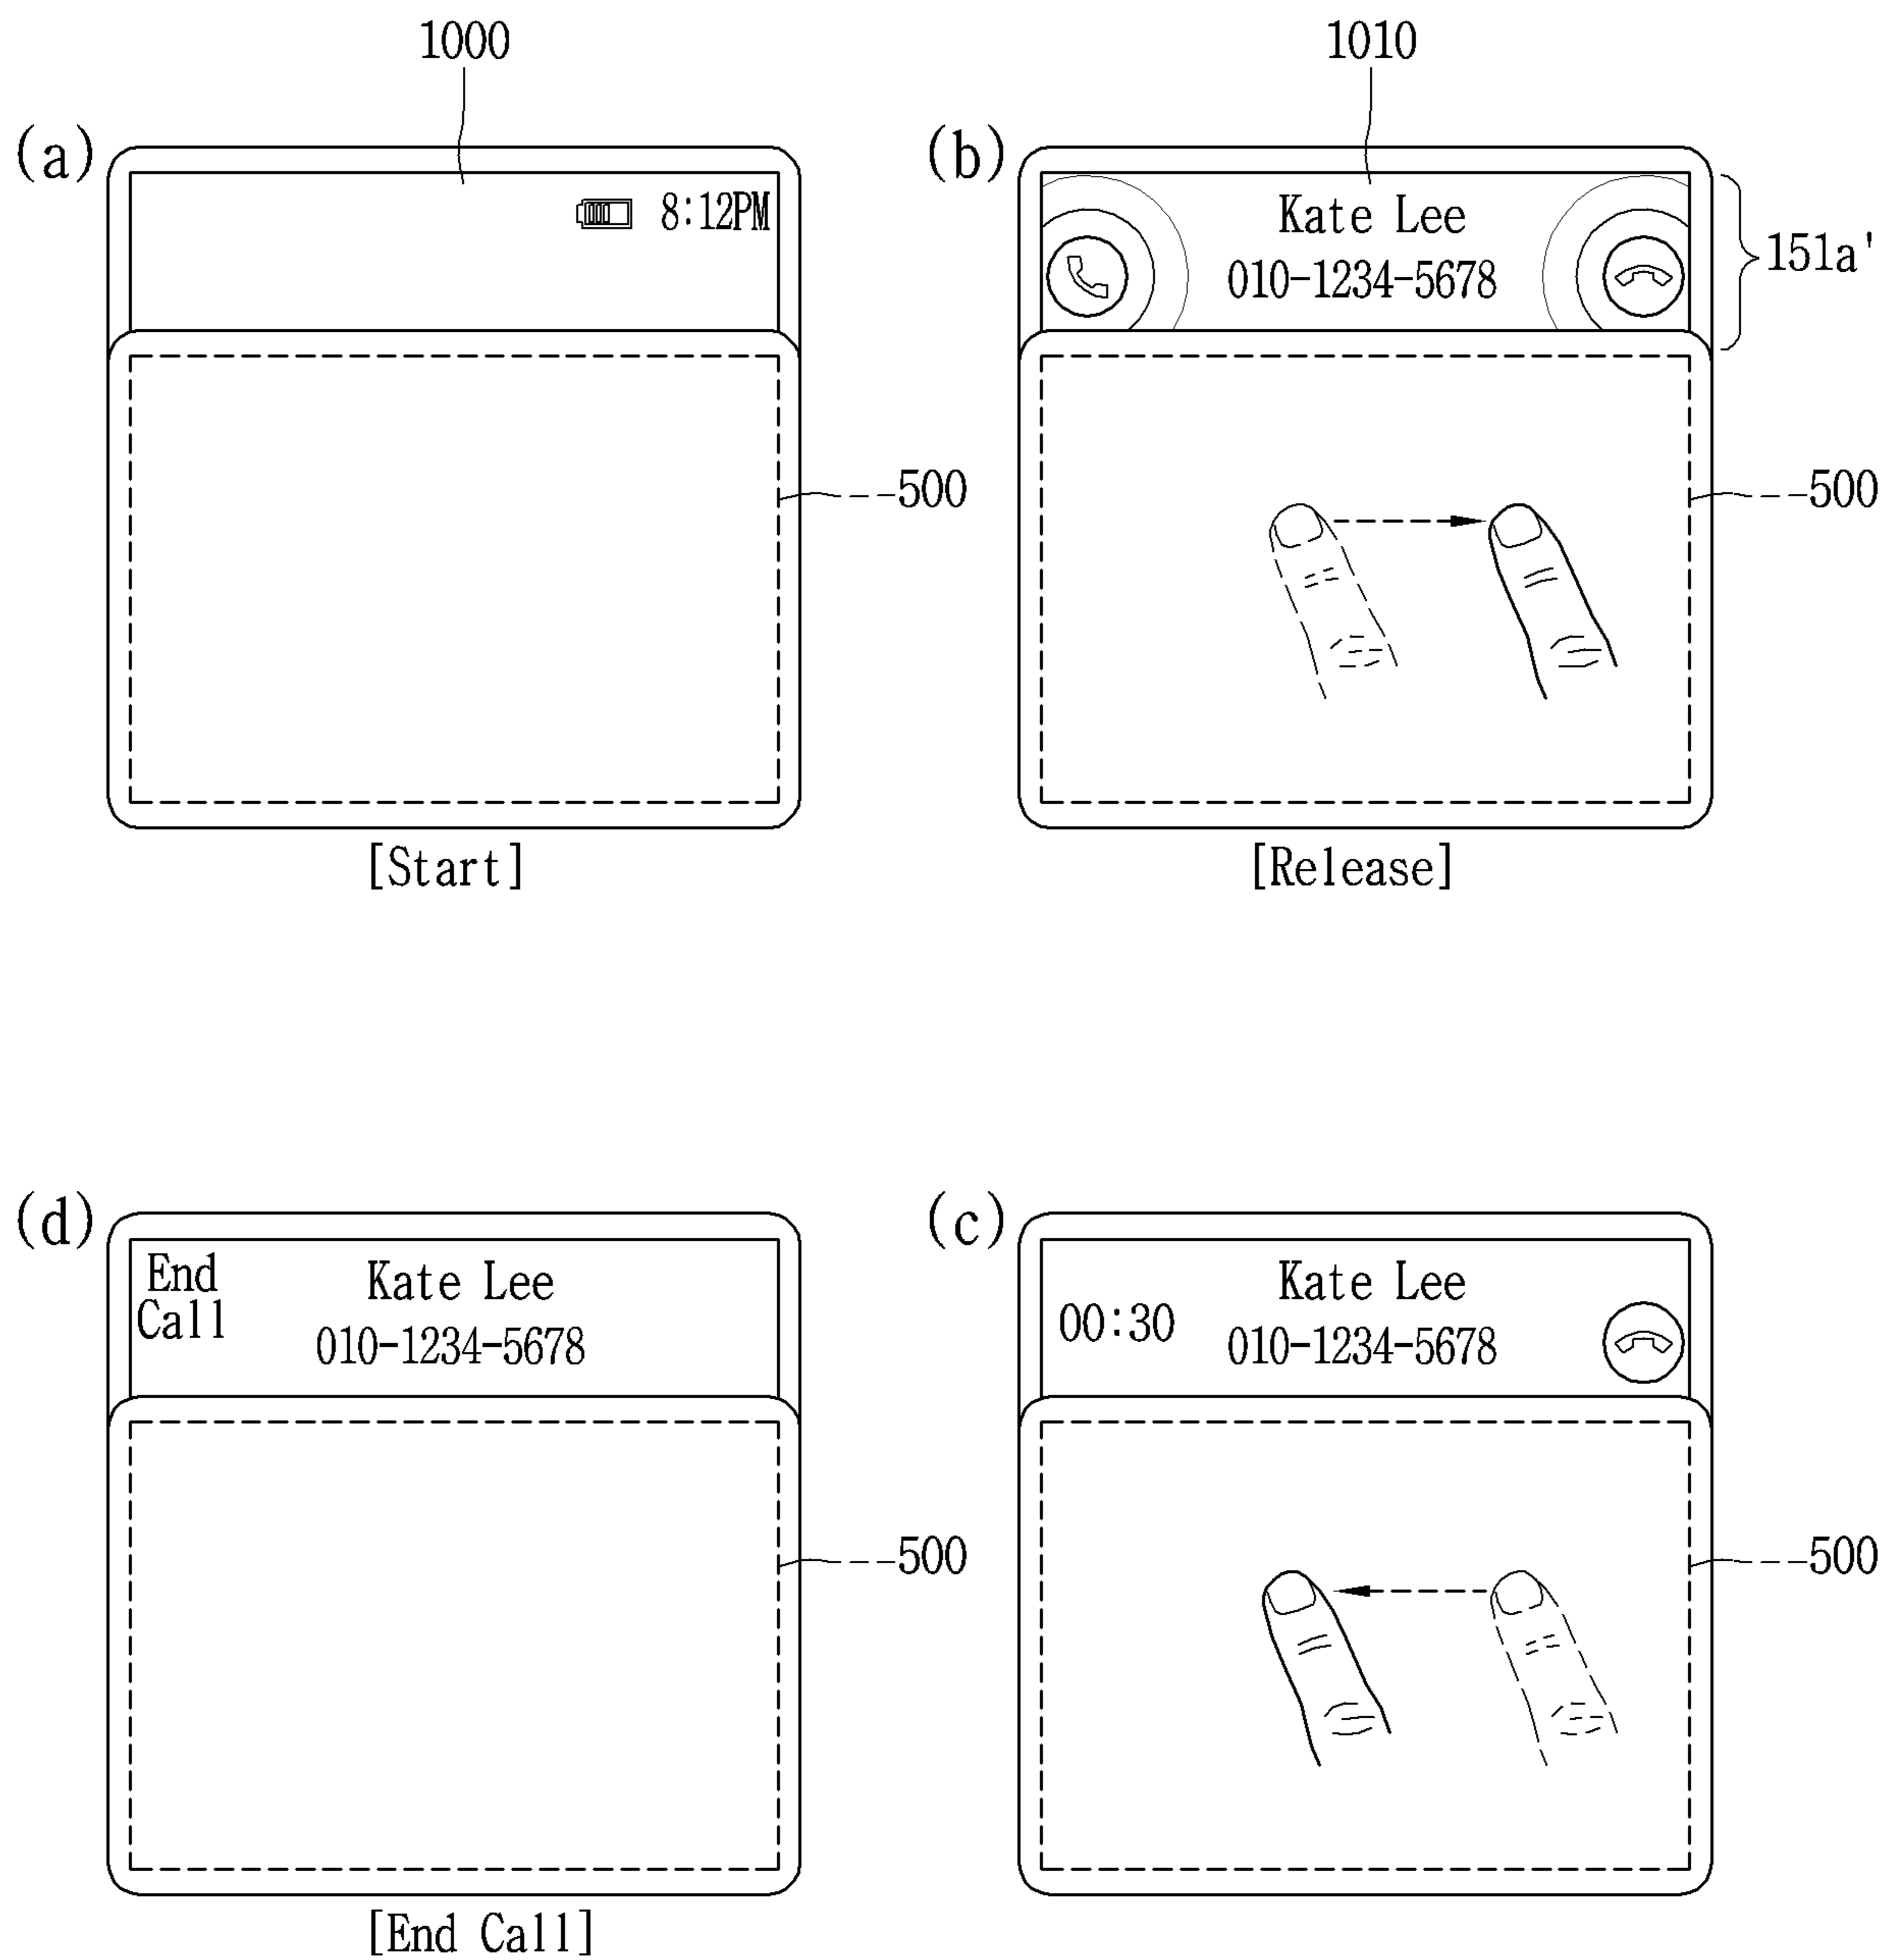 1000
1010
(a)
(b)
8:12PM
Kate Lee
010-1234-5678
151a'
500
500
[Start]
[Release]
(d)
(c)
End
Call
Kate Lee
010-1234-5678
00:30
Kate Lee
010-1234-5678
500
500
[End Call]